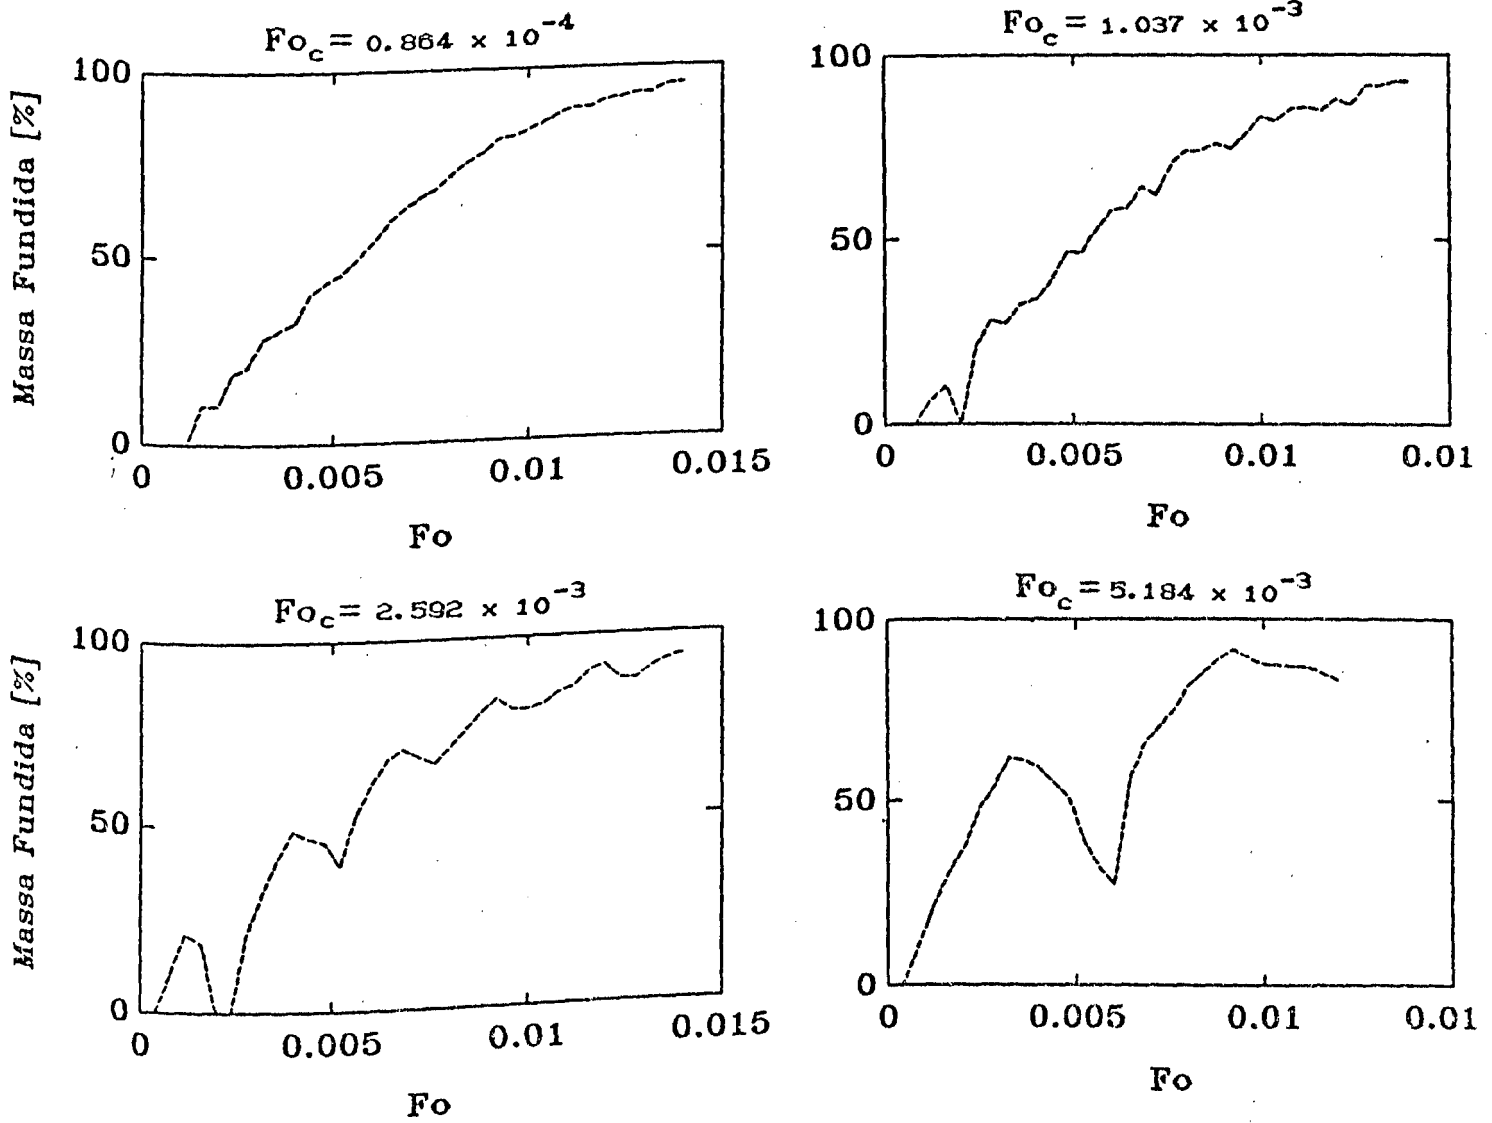 Fo_c = 0.864 × 10^-4
Massa Fundida [%]
100
50
0
0 0.005 0.01 0.015
Fo
Fo_c = 1.037 × 10^-3
100
50
0
0 0.005 0.01 0.01
Fo
Fo_c = 2.592 × 10^-3
Massa Fundida [%]
100
50
0
0 0.005 0.01 0.015
Fo
Fo_c = 5.184 × 10^-3
100
50
0
0 0.005 0.01 0.01
Fo